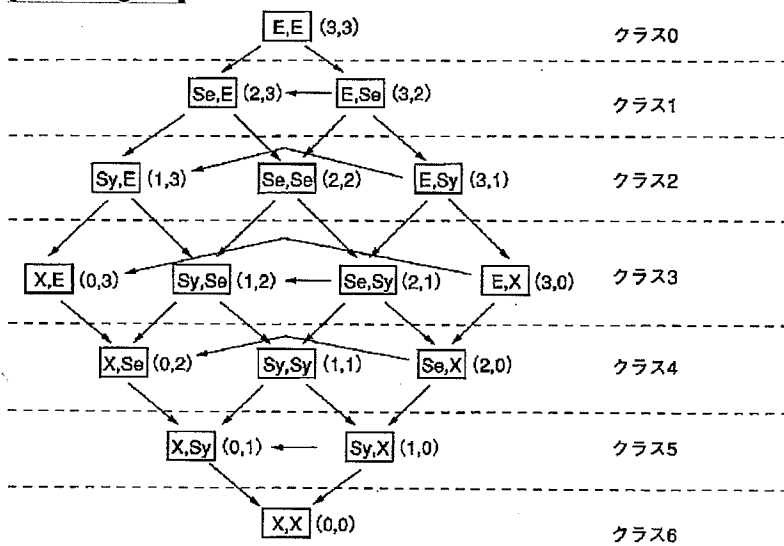 E,E (3,3) クラス0
Se,E (2,3) E,Se (3,2) クラス1
Sy,E (1,3) Se,Se (2,2) E,Sy (3,1) クラス2
X,E (0,3) Sy,Se (1,2) Se,Sy (2,1) E,X (3,0) クラス3
X,Se (0,2) Sy,Sy (1,1) Se,X (2,0) クラス4
X,Sy (0,1) Sy,X (1,0) クラス5
X,X (0,0) クラス6